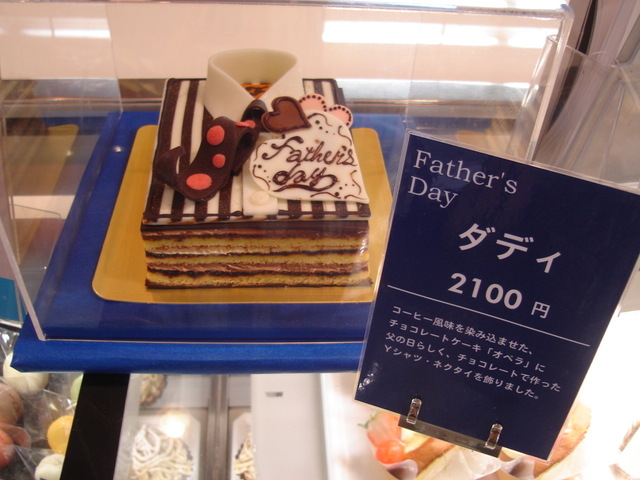 Father's
day
Father's
Day
ダディ
2100 円
コーヒー風味を染み込ませた、
チョコレートケーキ「オペラ」に
父の日らしく、チョコレートで作った
Yシャツ・ネクタイを飾りました。